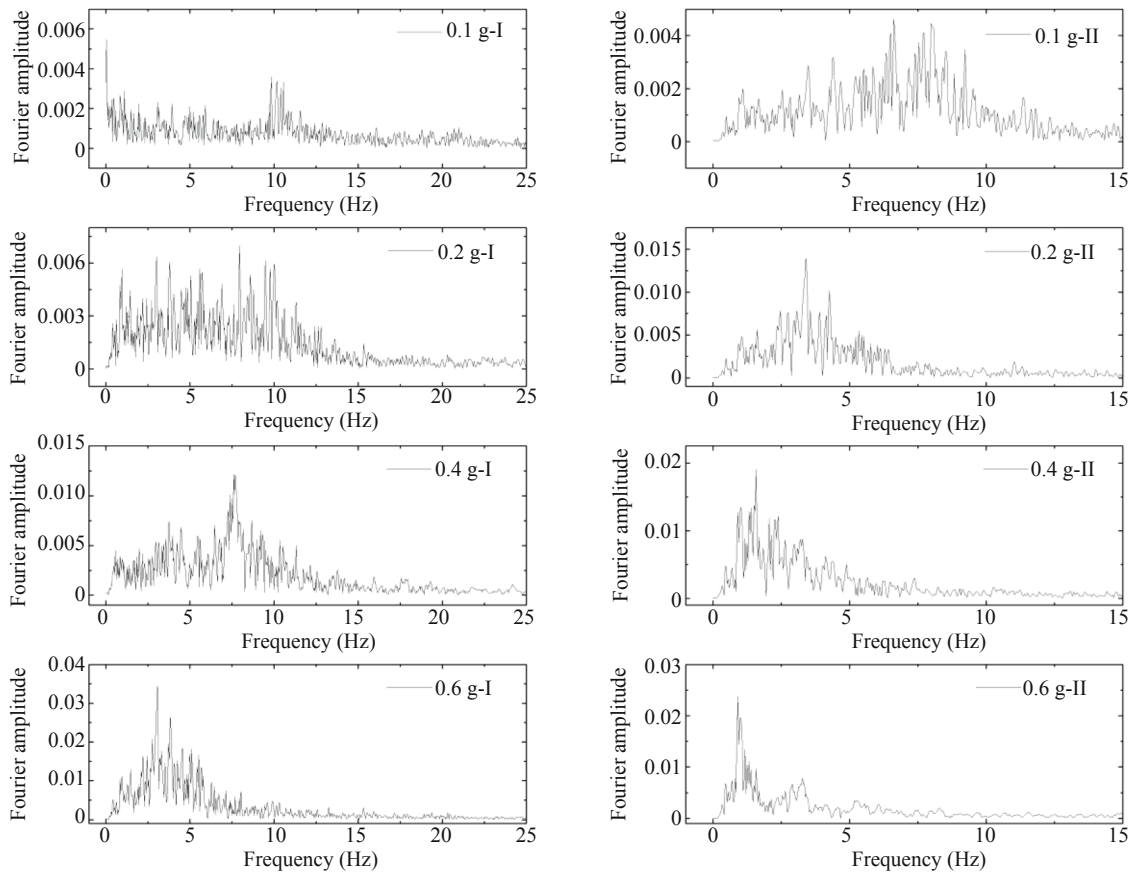 0.1 g-I
Fourier amplitude
0.006
0.004
0.002
0
0 5 10 15 20 25
Frequency (Hz)
0.1 g-II
Fourier amplitude
0.004
0.002
0
0 5 10 15
Frequency (Hz)
0.2 g-I
Fourier amplitude
0.006
0.003
0
0 5 10 15 20 25
Frequency (Hz)
0.2 g-II
Fourier amplitude
0.015
0.010
0.005
0
0 5 10 15
Frequency (Hz)
0.4 g-I
Fourier amplitude
0.015
0.010
0.005
0
0 5 10 15 20 25
Frequency (Hz)
0.4 g-II
Fourier amplitude
0.02
0.01
0
0 5 10 15
Frequency (Hz)
0.6 g-I
Fourier amplitude
0.04
0.03
0.02
0.01
0
0 5 10 15 20 25
Frequency (Hz)
0.6 g-II
Fourier amplitude
0.03
0.02
0.01
0
0 5 10 15
Frequency (Hz)